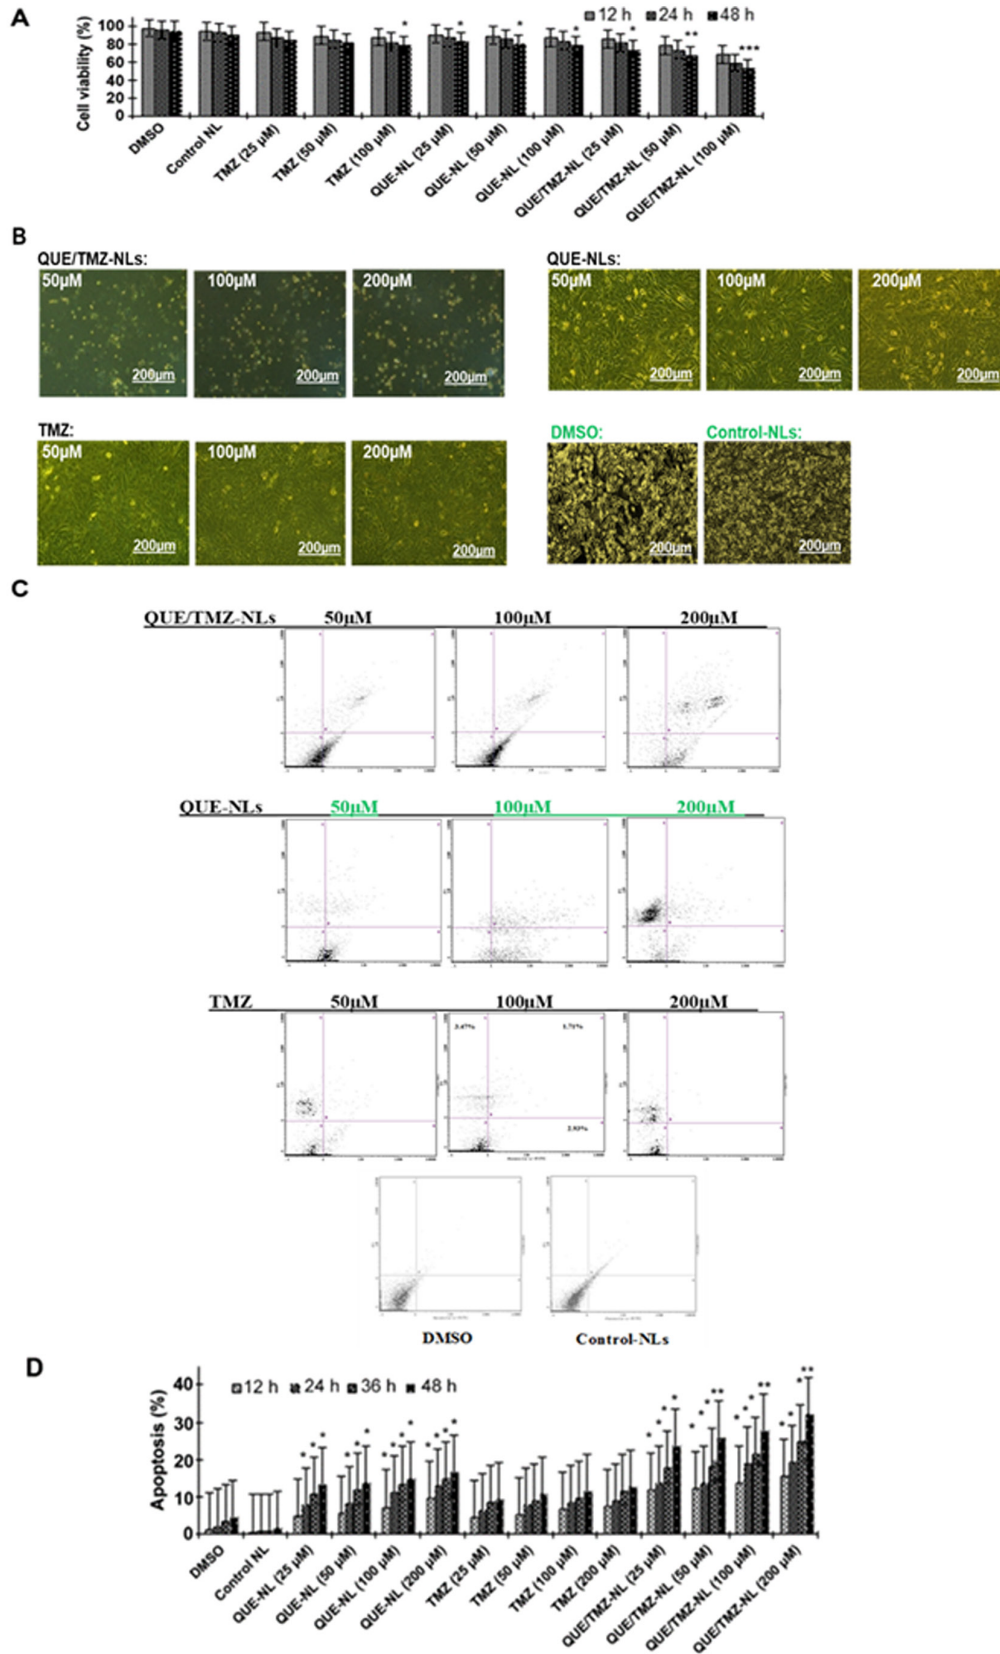 A
12 h 24 h 48 h
Cell viability (%)
100
80
60
40
20
0
* * * * * ** ***
DMSO
Control NL
TMZ (25 µM)
TMZ (50 µM)
TMZ (100 µM)
QUE-NL (25 µM)
QUE-NL (50 µM)
QUE-NL (100 µM)
QUE/TMZ-NL (25 µM)
QUE/TMZ-NL (50 µM)
QUE/TMZ-NL (100 µM)
B
QUE/TMZ-NLs:
50µM 100µM 200µM
200µm 200µm 200µm
QUE-NLs:
50µM 100µM 200µM
200µm 200µm 200µm
TMZ:
50µM 100µM 200µM
200µm 200µm 200µm
DMSO: Control-NLs:
200µm 200µm
C
QUE/TMZ-NLs 50µM 100µM 200µM
QUE-NLs 50µM 100µM 200µM
TMZ 50µM 100µM 200µM
3.47% 1.71%
2.93%
DMSO Control-NLs
D
12 h 24 h 36 h 48 h
Apoptosis (%)
40
30
20
10
0
DMSO
Control NL
QUE-NL (25 µM)
QUE-NL (50 µM)
QUE-NL (100 µM)
QUE-NL (200 µM)
TMZ (25 µM)
TMZ (50 µM)
TMZ (100 µM)
TMZ (200 µM)
QUE/TMZ-NL (25 µM)
QUE/TMZ-NL (50 µM)
QUE/TMZ-NL (100 µM)
QUE/TMZ-NL (200 µM)